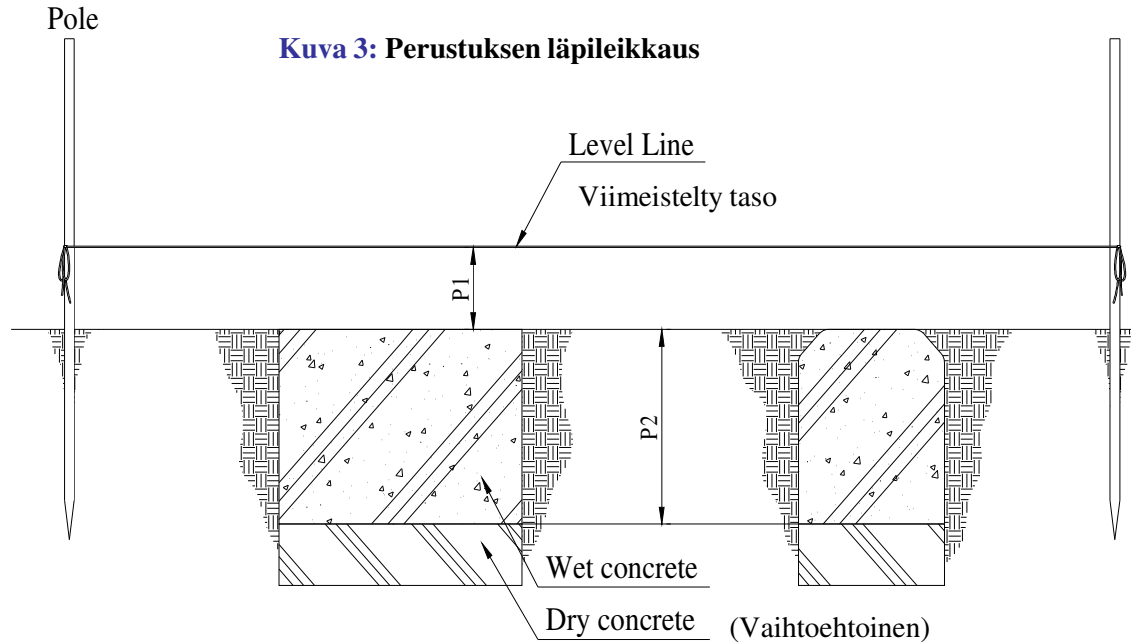 Pole
Kuva 3: Perustuksen läpileikkaus
Level Line
Viimeistelty taso
P1
P2
Wet concrete
Dry concrete (Vaihtoehtoinen)